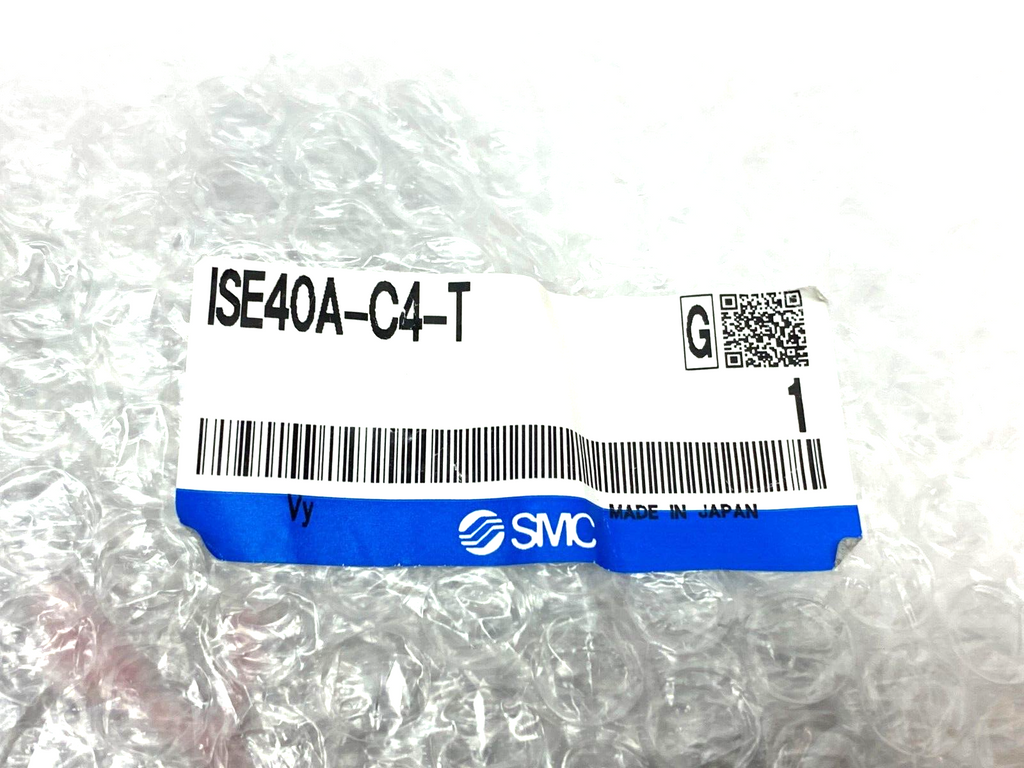 ISE40A-C4-T
G
1
Vy
SMC
MADE IN JAPAN